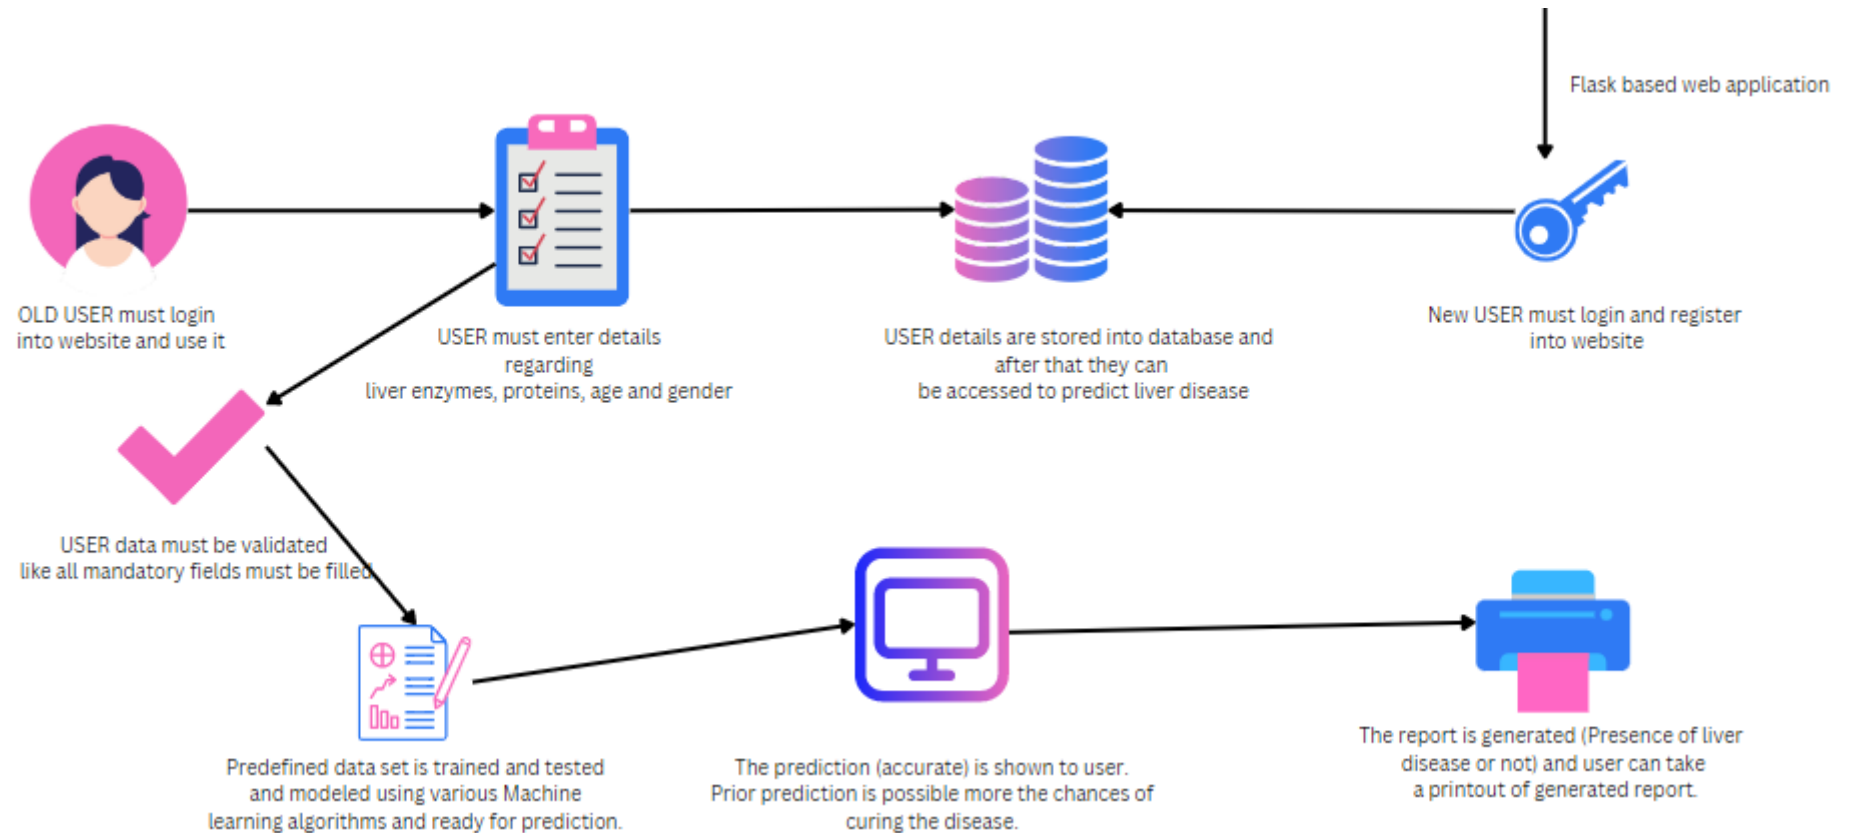 Flask based web application
OLD USER must login
into website and use it
USER must enter details
regarding
liver enzymes, proteins, age and gender
USER details are stored into database and
after that they can
be accessed to predict liver disease
New USER must login and register
into website
USER data must be validated
like all mandatory fields must be filled
Predefined data set is trained and tested
and modeled using various Machine
learning algorithms and ready for prediction.
The prediction (accurate) is shown to user.
Prior prediction is possible more the chances of
curing the disease.
The report is generated (Presence of liver
disease or not) and user can take
a printout of generated report.